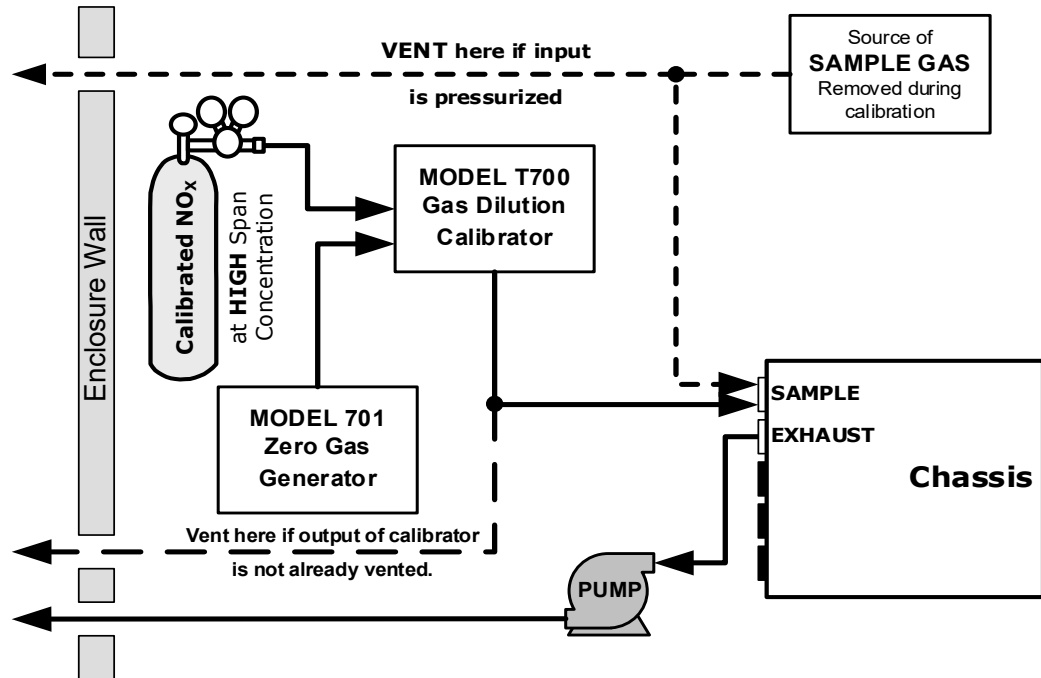 VENT here if input
is pressurized
Source of
SAMPLE GAS
Removed during
calibration
Enclosure Wall
Calibrated NOX
at HIGH Span
Concentration
MODEL T700
Gas Dilution
Calibrator
MODEL 701
Zero Gas
Generator
SAMPLE
EXHAUST
Chassis
Vent here if output of calibrator
is not already vented.
PUMP